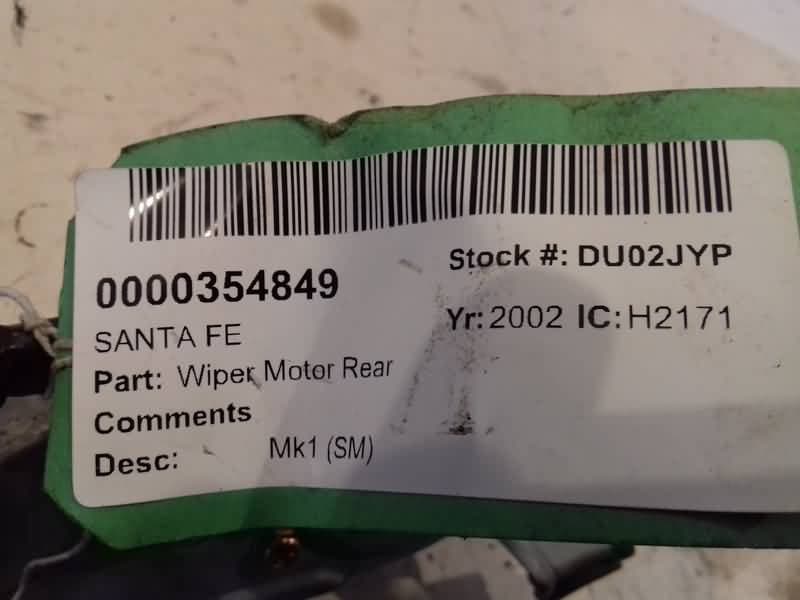 0000354849
Stock #: DU02JYP
SANTA FE
Yr: 2002 IC: H2171
Part: Wiper Motor Rear
Comments
Desc: Mk1 (SM)